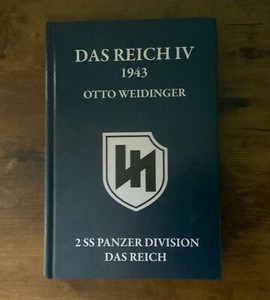 DAS REICH IV
1943
OTTO WEIDINGER
2 SS PANZER DIVISION
DAS REICH